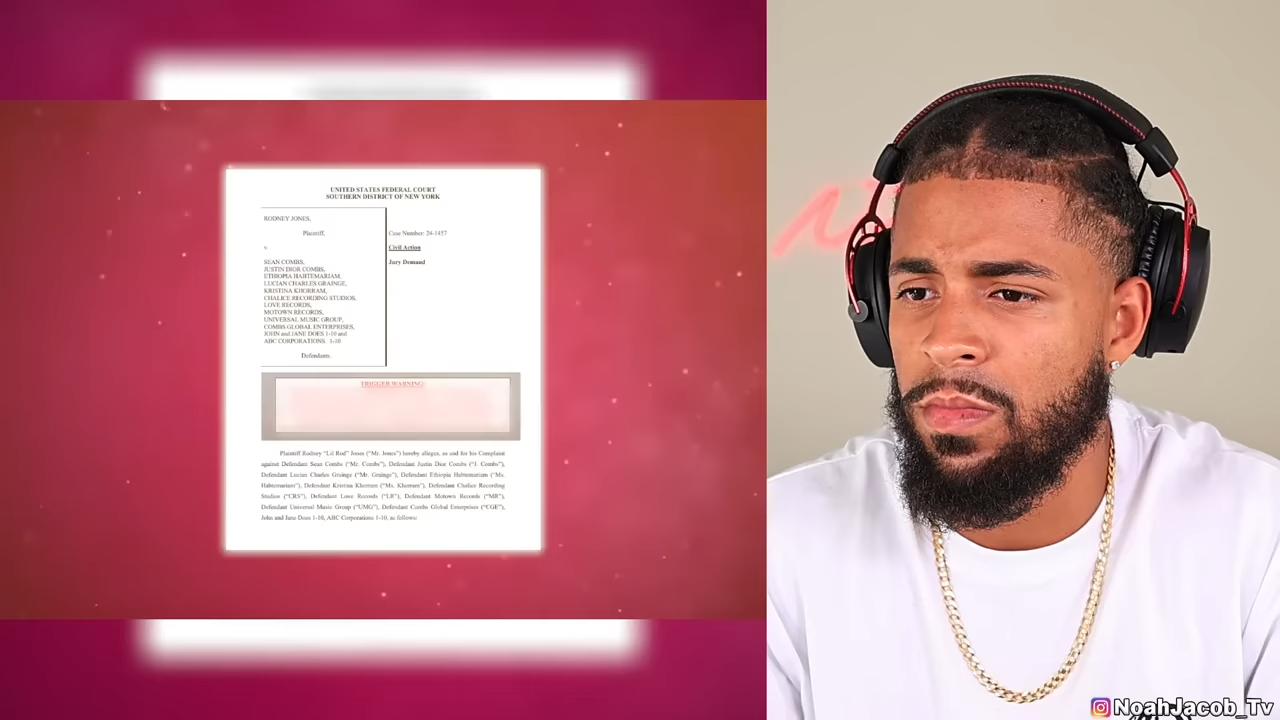 UNITED STATES FEDERAL COURT
SOUTHERN DISTRICT OF NEW YORK
RODNEY JONES,
Plaintiff,
v.
SEAN COMBS,
JUSTIN DIOR COMBS,
ETHIOPIA HABTEMARIAM,
LUCIAN CHARLES GRAINGE,
KRISTINA KHORRAM,
CHALICE RECORDING STUDIOS,
LOVE RECORDS,
MOTOWN RECORDS,
UNIVERSAL MUSIC GROUP,
COMBS GLOBAL ENTERPRISES,
JOHN and JANE DOES 1-10 and
ABC CORPORATIONS. 1-10
Defendants.
Case Number: 24-1457
Civil Action
Jury Demand
TRIGGER WARNING:
Plaintiff Rodney “Lil Rod” Jones (“Mr. Jones”) hereby alleges, as and for his Complaint
against Defendant Sean Combs (“Mr. Combs”), Defendant Justin Dior Combs (“J. Combs”),
Defendant Lucian Charles Grainge (“Mr. Grainge”), Defendant Ethiopia Habtemariam (“Ms.
Habtemariam”), Defendant Kristina Khorram (“Ms. Khorram”), Defendant Chalice Recording
Studios (“CRS”), Defendant Love Records (“LR”), Defendant Motown Records (“MR”),
Defendant Universal Music Group (“UMG”), Defendant Combs Global Enterprises (“CGE”),
John and Jane Does 1-10, ABC Corporations 1-10, as follows:
NoahJacob_Tv